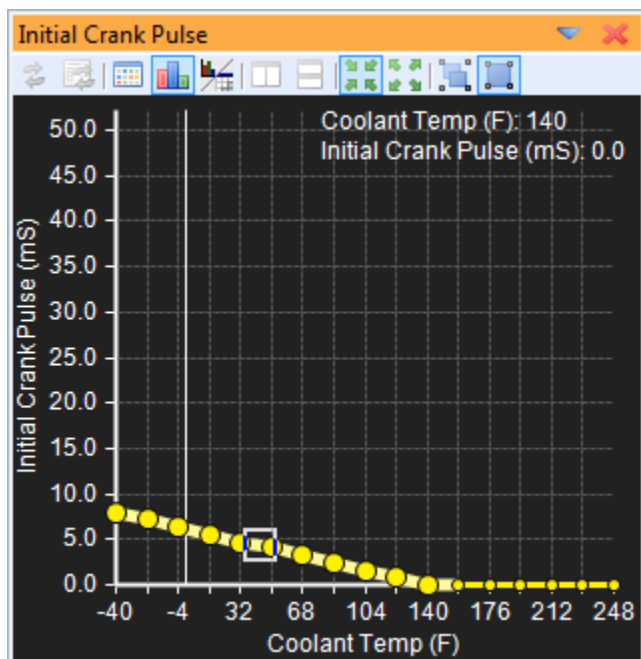 Initial Crank Pulse
Coolant Temp (F): 140
Initial Crank Pulse (mS): 0.0
Initial Crank Pulse (mS)
50.0
45.0
40.0
35.0
30.0
25.0
20.0
15.0
10.0
5.0
0.0
-40 -4 32 68 104 140 176 212 248
Coolant Temp (F)